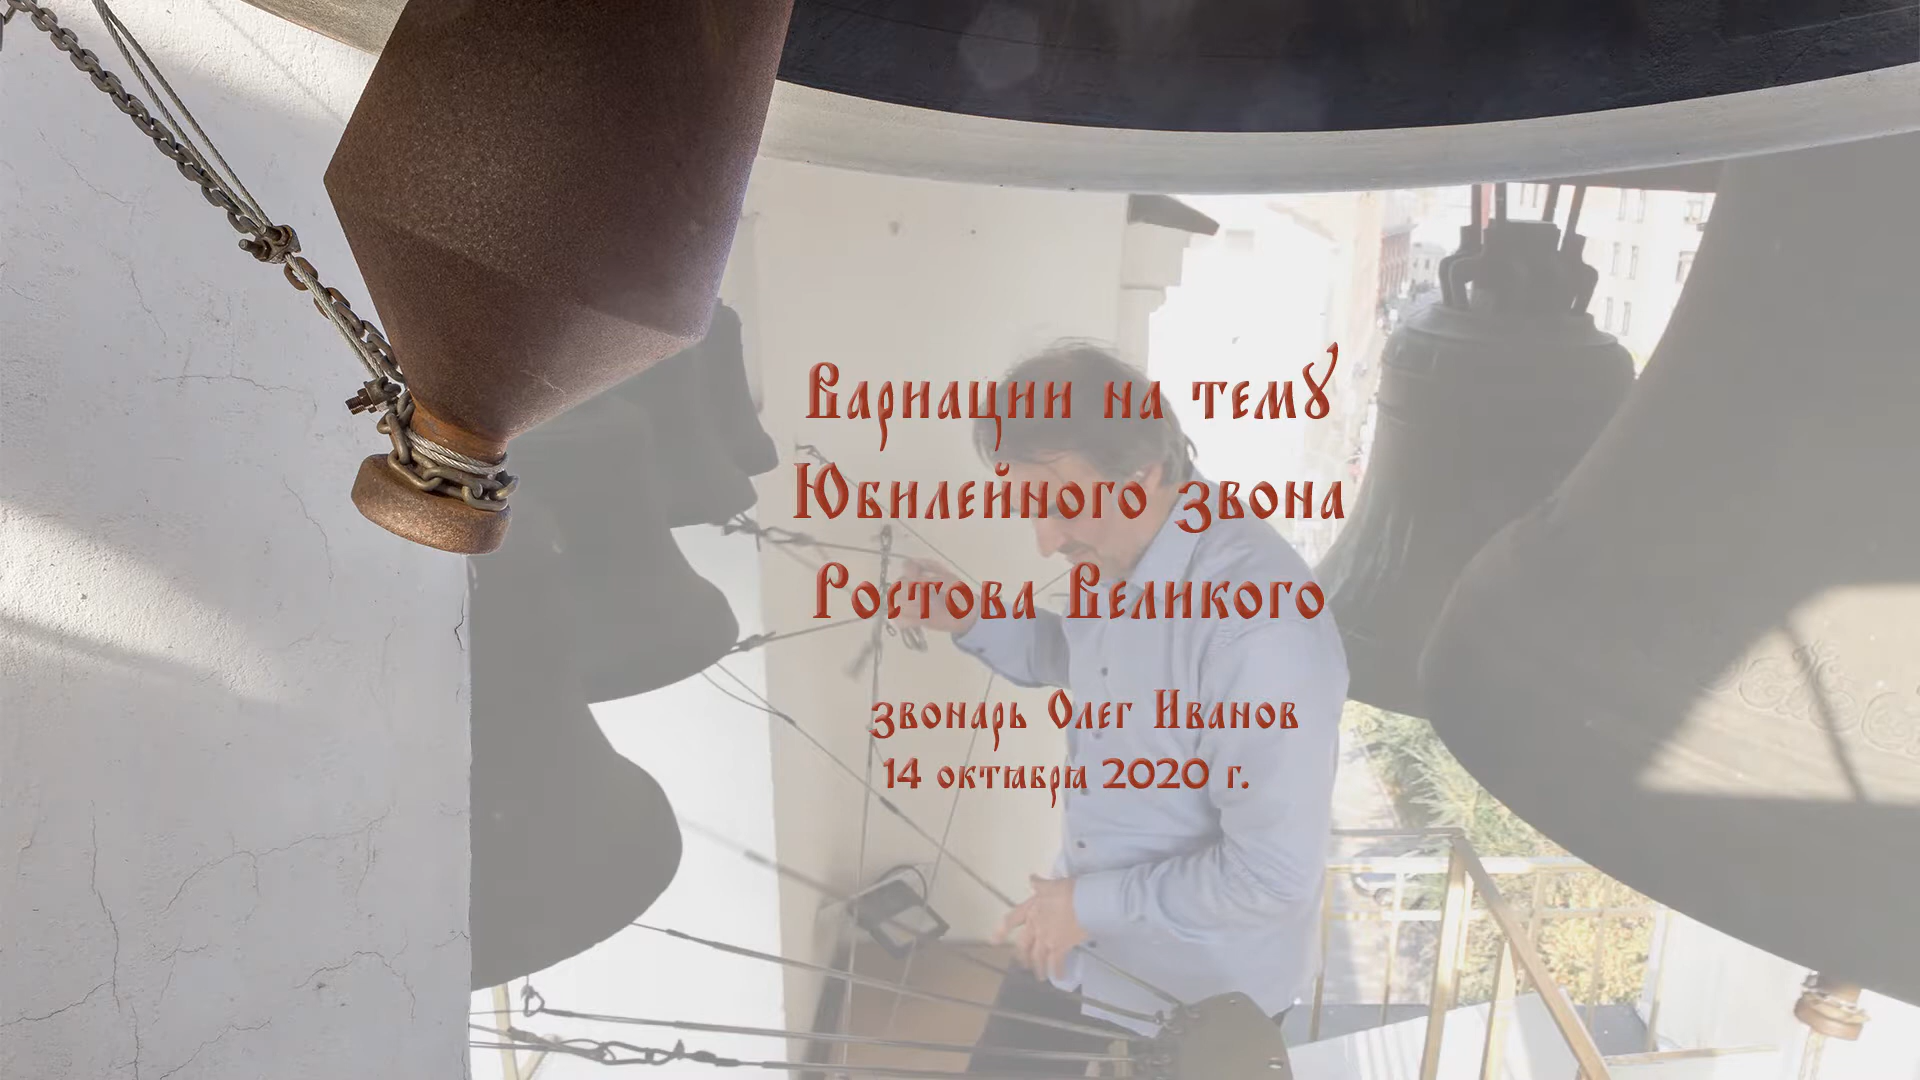 Вариации на тему
Юбилейного звона
Ростова Великого
звонарь Олег Иванов
14 октября 2020 г.